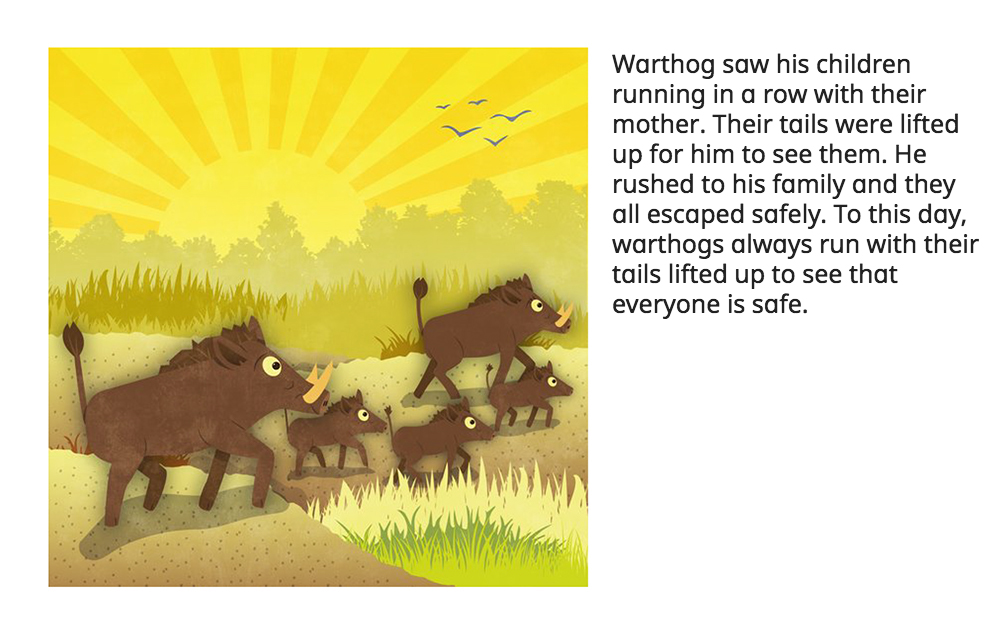 Warthog saw his children
running in a row with their
mother. Their tails were lifted
up for him to see them. He
rushed to his family and they
all escaped safely. To this day,
warthogs always run with their
tails lifted up to see that
everyone is safe.